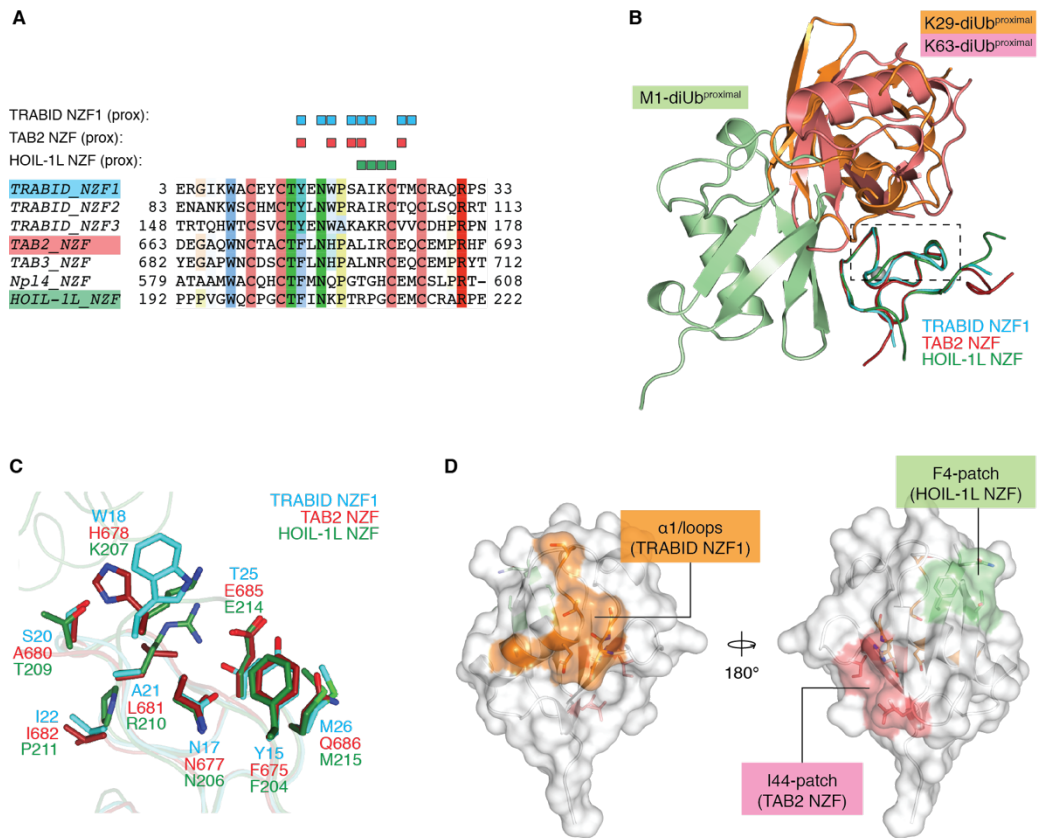 A
TRABID NZF1 (prox):
TAB2 NZF (prox):
HOIL-1L NZF (prox):
TRABID_NZF1 3 ERGIKWACEYCTYENWPSAIKCTMCRAQRPS 33
TRABID_NZF2 83 ENANKWSCHMCTYLNWPRAIRCTQCLSQRRT 113
TRABID_NZF3 148 TRTQHWTCSVCTYENWAKAKRCVVCDHPRPN 178
TAB2_NZF 663 DEGAQWNCTACTFLNHPALIRCEQCEMPRHF 693
TAB3_NZF 682 EGAPWNCDSCTFLNHPALNRCEQCEMPRYT 712
Npl4_NZF 579 ATAAMWACQHCTFMNQPGTGHCEMCSLPRT- 608
HOIL-1L_NZF 192 PPPVGWQCPGCTFINKPTRPGCEMCCRARPE 222
B
K29-diUbproximal
K63-diUbproximal
M1-diUbproximal
TRABID NZF1
TAB2 NZF
HOIL-1L NZF
C
TRABID NZF1
TAB2 NZF
HOIL-1L NZF
W18
H678
K207
T25
E685
E214
S20
A680
T209
A21
L681
R210
I22
I682
P211
N17
N677
N206
Y15
F675
F204
M26
Q686
M215
D
F4-patch
(HOIL-1L NZF)
α1/loops
(TRABID NZF1)
180°
I44-patch
(TAB2 NZF)